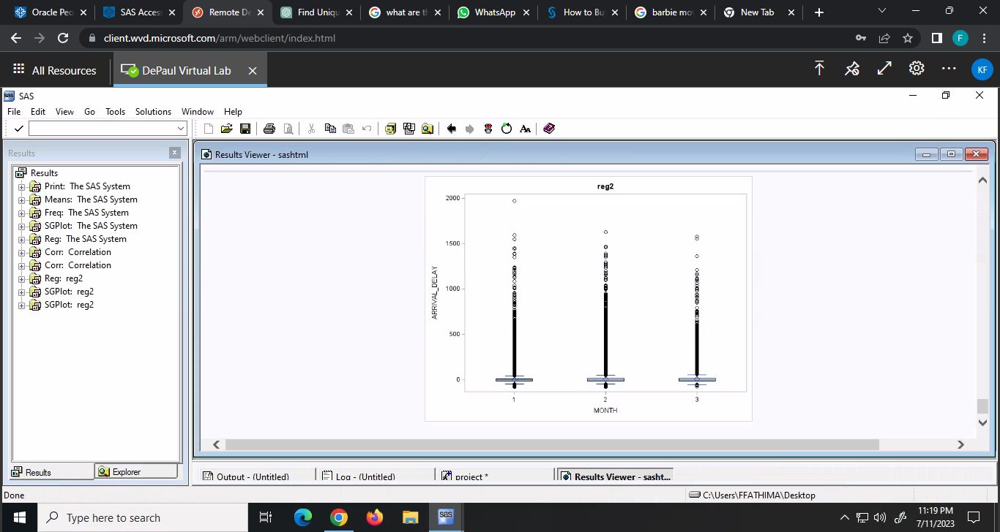 Oracle Peo
SAS Acces
Remote De
Find Uniqu
what are th
WhatsApp
How to Bu
barbie mov
New Tab
client.wvd.microsoft.com/arm/webclient/index.html
F
All Resources
DePaul Virtual Lab
KF
sas SAS
File Edit View Go Tools Solutions Window Help
Results
Results
Print: The SAS System
Means: The SAS System
Freq: The SAS System
SGPlot: The SAS System
Reg: The SAS System
Corr: Correlation
Corr: Correlation
Reg: reg2
SGPlot: reg2
SGPlot: reg2
Results
Explorer
Results Viewer - sashtml
reg2
2000
1500
1000
500
0
ARRIVAL_DELAY
1 2 3
MONTH
Output - (Untitled)
Log - (Untitled)
project *
Results Viewer - sasht...
Done
C:\Users\FFATHIMA\Desktop
Type here to search
sas
11:19 PM
7/11/2023